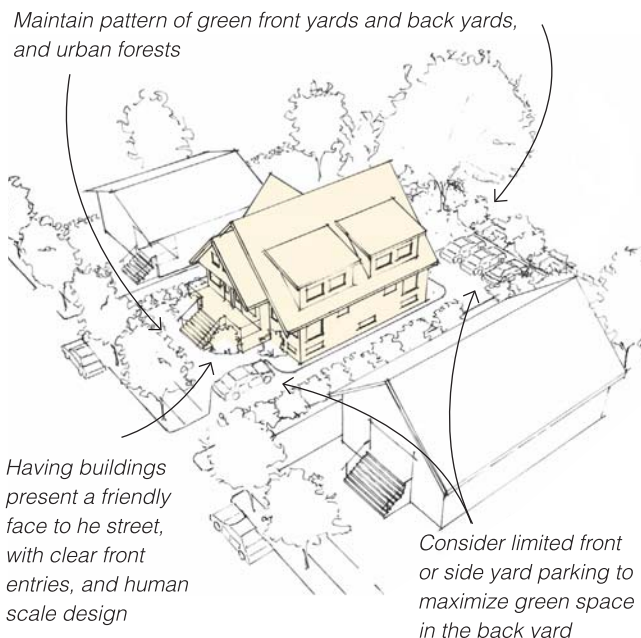 Maintain pattern of green front yards and back yards,
and urban forests
Having buildings
present a friendly
face to he street,
with clear front
entries, and human
scale design
Consider limited front
or side yard parking to
maximize green space
in the back yard